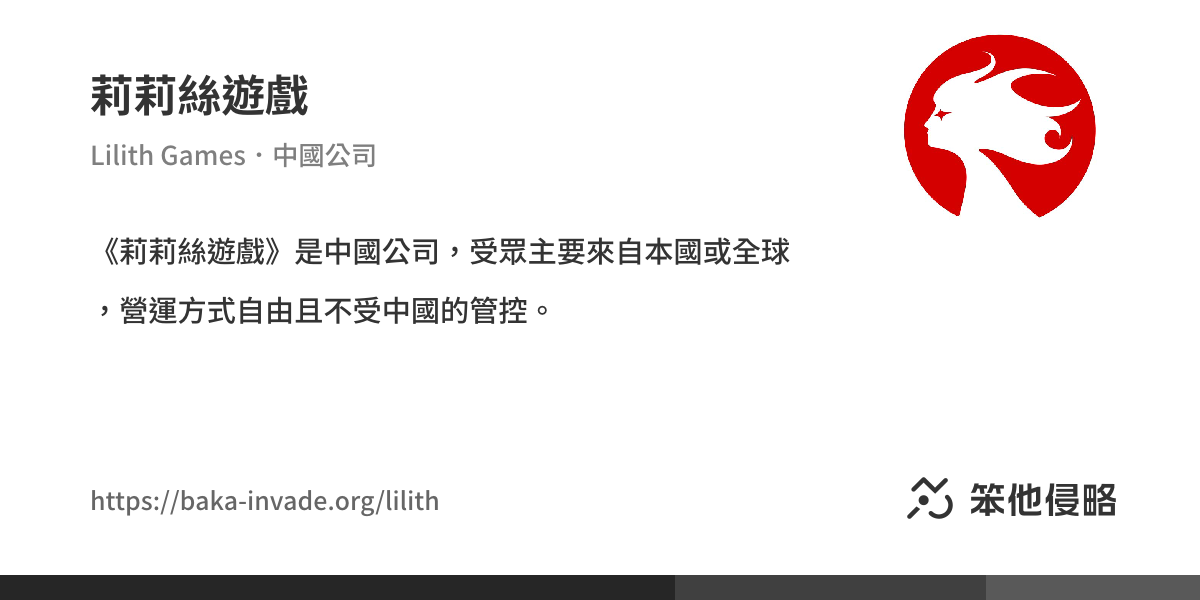 莉莉絲遊戲
Lilith Games・中國公司
《莉莉絲遊戲》是中國公司，受眾主要來自本國或全球
，營運方式自由且不受中國的管控。
https://baka-invade.org/lilith
笨他侵略